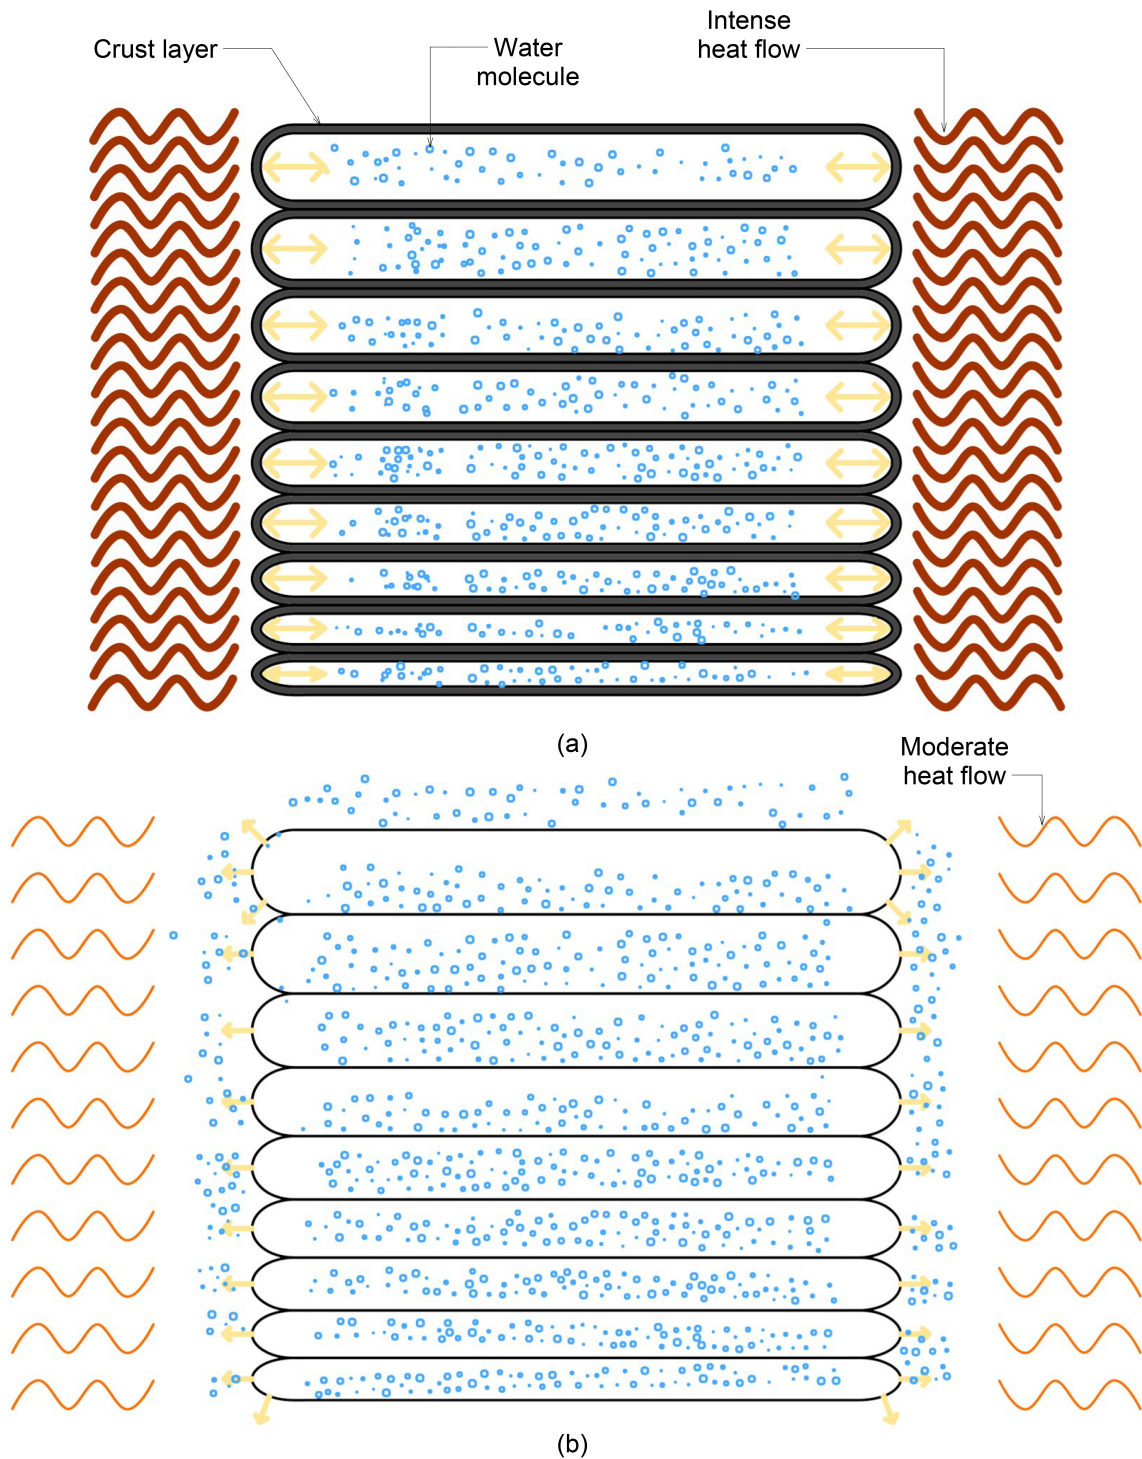 Intense
heat flow
Crust layer
Water
molecule
(a)
Moderate
heat flow
(b)